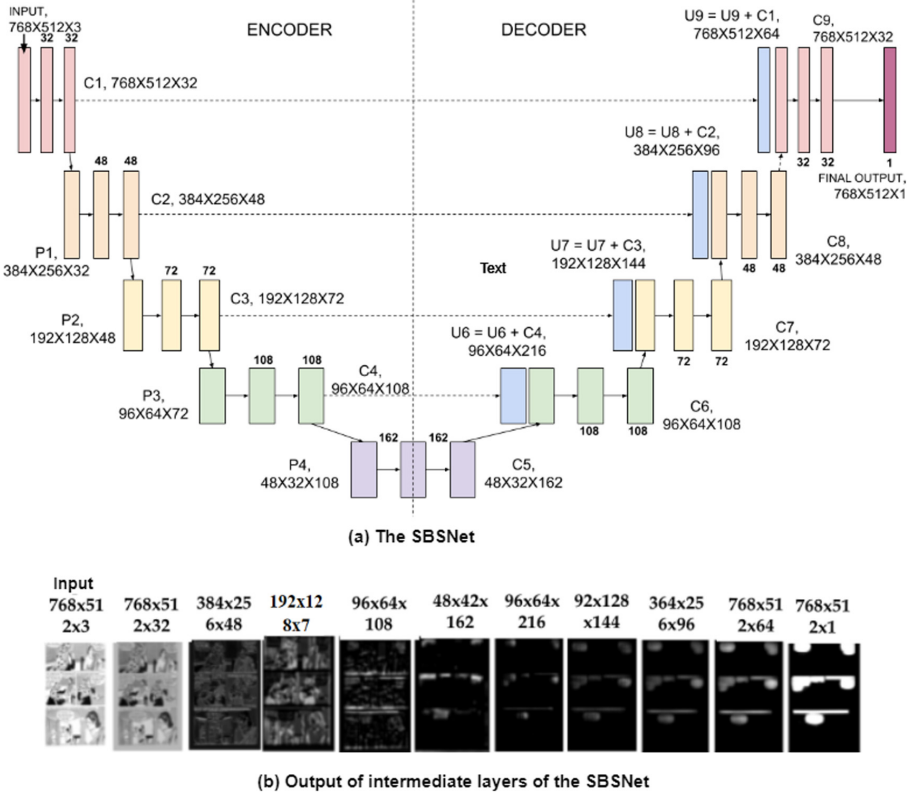 INPUT,
768X512X3
32 32
ENCODER
DECODER
U9 = U9 + C1,
768X512X64
C9,
768X512X32
C1, 768X512X32
32 32
1
FINAL OUTPUT,
768X512X1
U8 = U8 + C2,
384X256X96
48 48
C2, 384X256X48
P1,
384X256X32
48 48
C8,
384X256X48
U7 = U7 + C3,
192X128X144
Text
72 72
C3, 192X128X72
P2,
192X128X48
72 72
C7,
192X128X72
U6 = U6 + C4,
96X64X216
108 108
C4,
96X64X108
P3,
96X64X72
108 108
C6,
96X64X108
162 162
P4,
48X32X108
C5,
48X32X162
(a) The SBSNet
Input
768x51 768x51 384x25 192x12 96x64x 48x42x 96x64x 92x128 364x25 768x51 768x51
2x3 2x32 6x48 8x7 108 162 216 x144 6x96 2x64 2x1
(b) Output of intermediate layers of the SBSNet